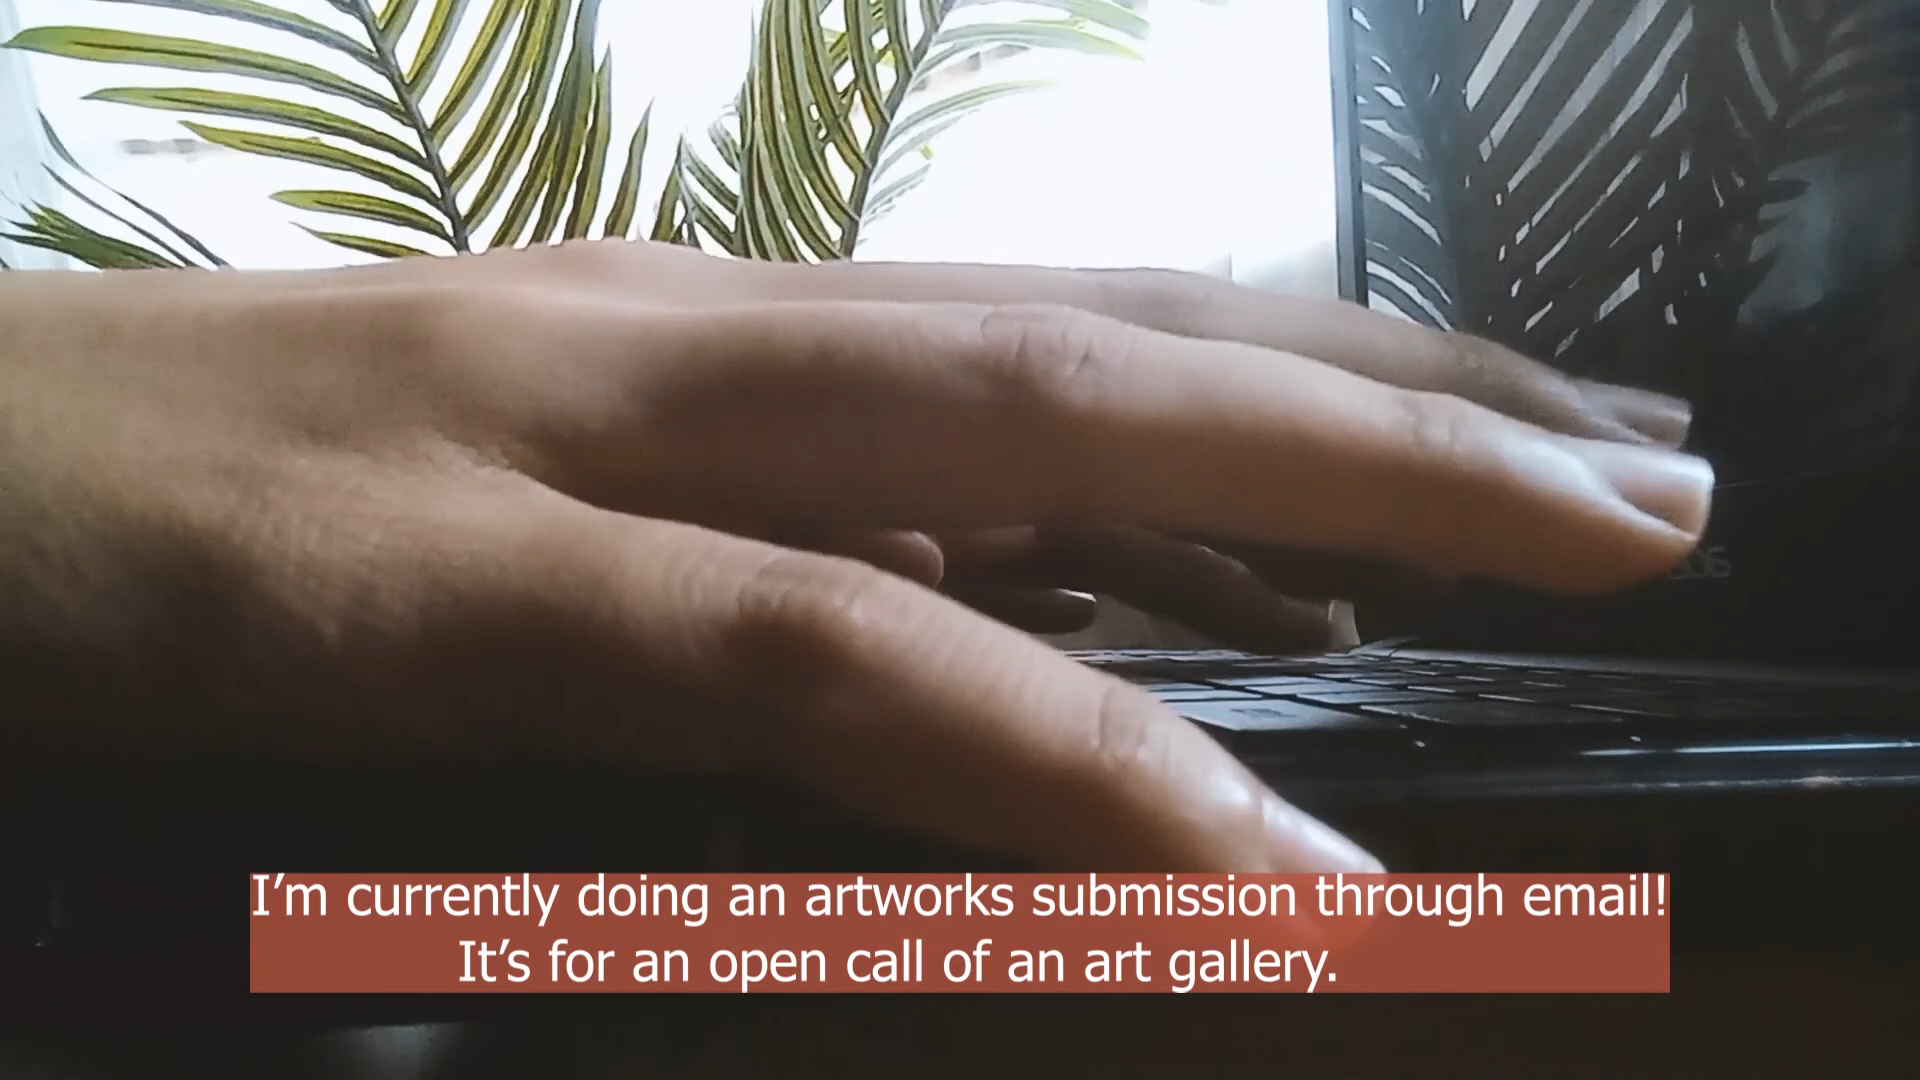 I’m currently doing an artworks submission through email!
It’s for an open call of an art gallery.